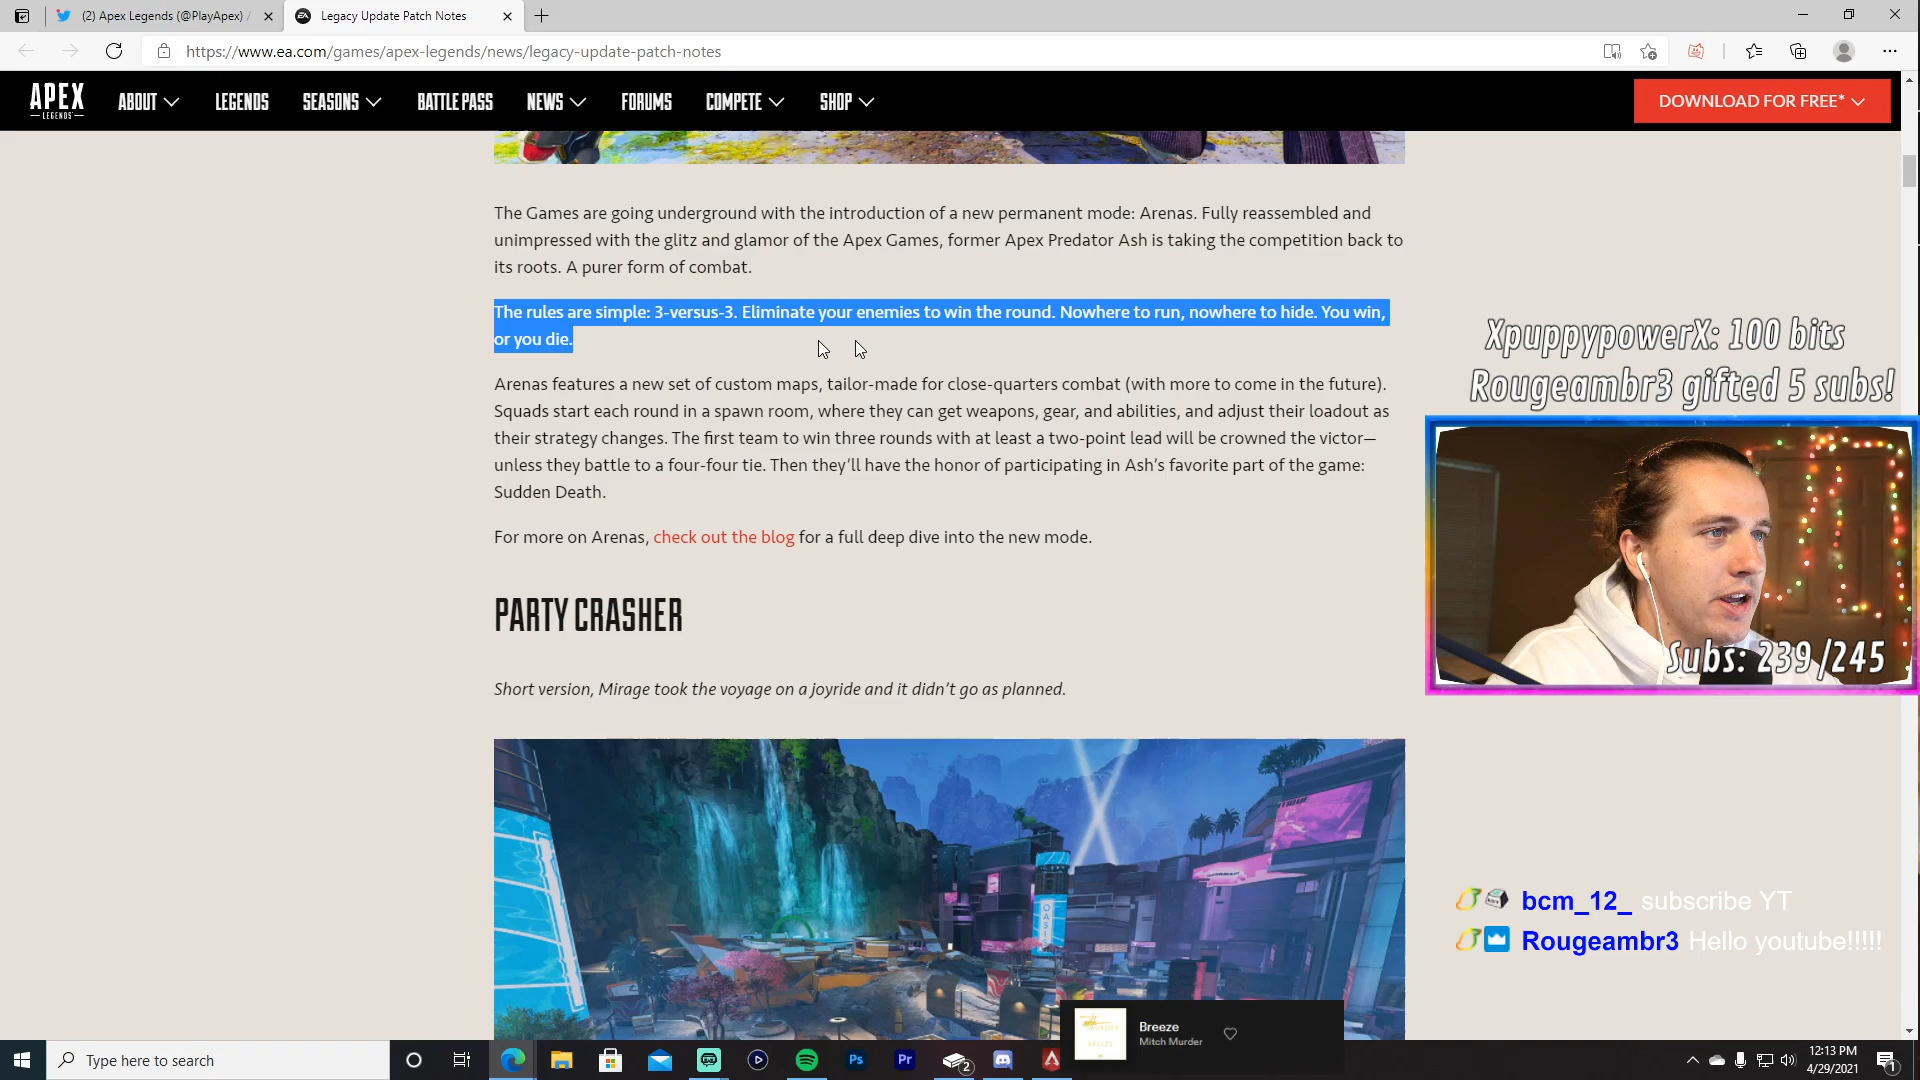 (2) Apex Legends (@PlayApex) /
Legacy Update Patch Notes
https://www.ea.com/games/apex-legends/news/legacy-update-patch-notes
APEX
LEGENDS
ABOUT
LEGENDS
SEASONS
BATTLE PASS
NEWS
FORUMS
COMPETE
SHOP
DOWNLOAD FOR FREE*
The Games are going underground with the introduction of a new permanent mode: Arenas. Fully reassembled and
unimpressed with the glitz and glamor of the Apex Games, former Apex Predator Ash is taking the competition back to
its roots. A purer form of combat.
The rules are simple: 3-versus-3. Eliminate your enemies to win the round. Nowhere to run, nowhere to hide. You win,
or you die.
Arenas features a new set of custom maps, tailor-made for close-quarters combat (with more to come in the future).
Squads start each round in a spawn room, where they can get weapons, gear, and abilities, and adjust their loadout as
their strategy changes. The first team to win three rounds with at least a two-point lead will be crowned the victor—
unless they battle to a four-four tie. Then they'll have the honor of participating in Ash's favorite part of the game:
Sudden Death.
For more on Arenas, check out the blog for a full deep dive into the new mode.
PARTY CRASHER
Short version, Mirage took the voyage on a joyride and it didn't go as planned.
XpuppypowerX: 100 bits
Rougeambr3 gifted 5 subs!
Subs: 239 /245
bcm_12_ subscribe YT
Rougeambr3 Hello youtube!!!!!
Breeze
Mitch Murder
Type here to search
Ps
Pr
2
12:13 PM
4/29/2021
1